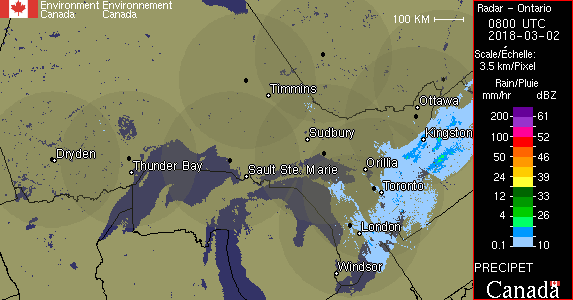 Environment Environnement
Canada Canada
100 KM
Timmins
Ottawa
Sudbury
Kingston
Dryden
Thunder Bay
Sault Ste. Marie
Orillia
Toronto
London
Windsor
Radar - Ontario
0800 UTC
2018-03-02
Scale/Échelle:
3.5 km/Pixel
Rain/Pluie
mm/hr dBZ
200 61
100 52
50 46
24 39
12 33
4 26
0.1 10
PRECIPET
Canada